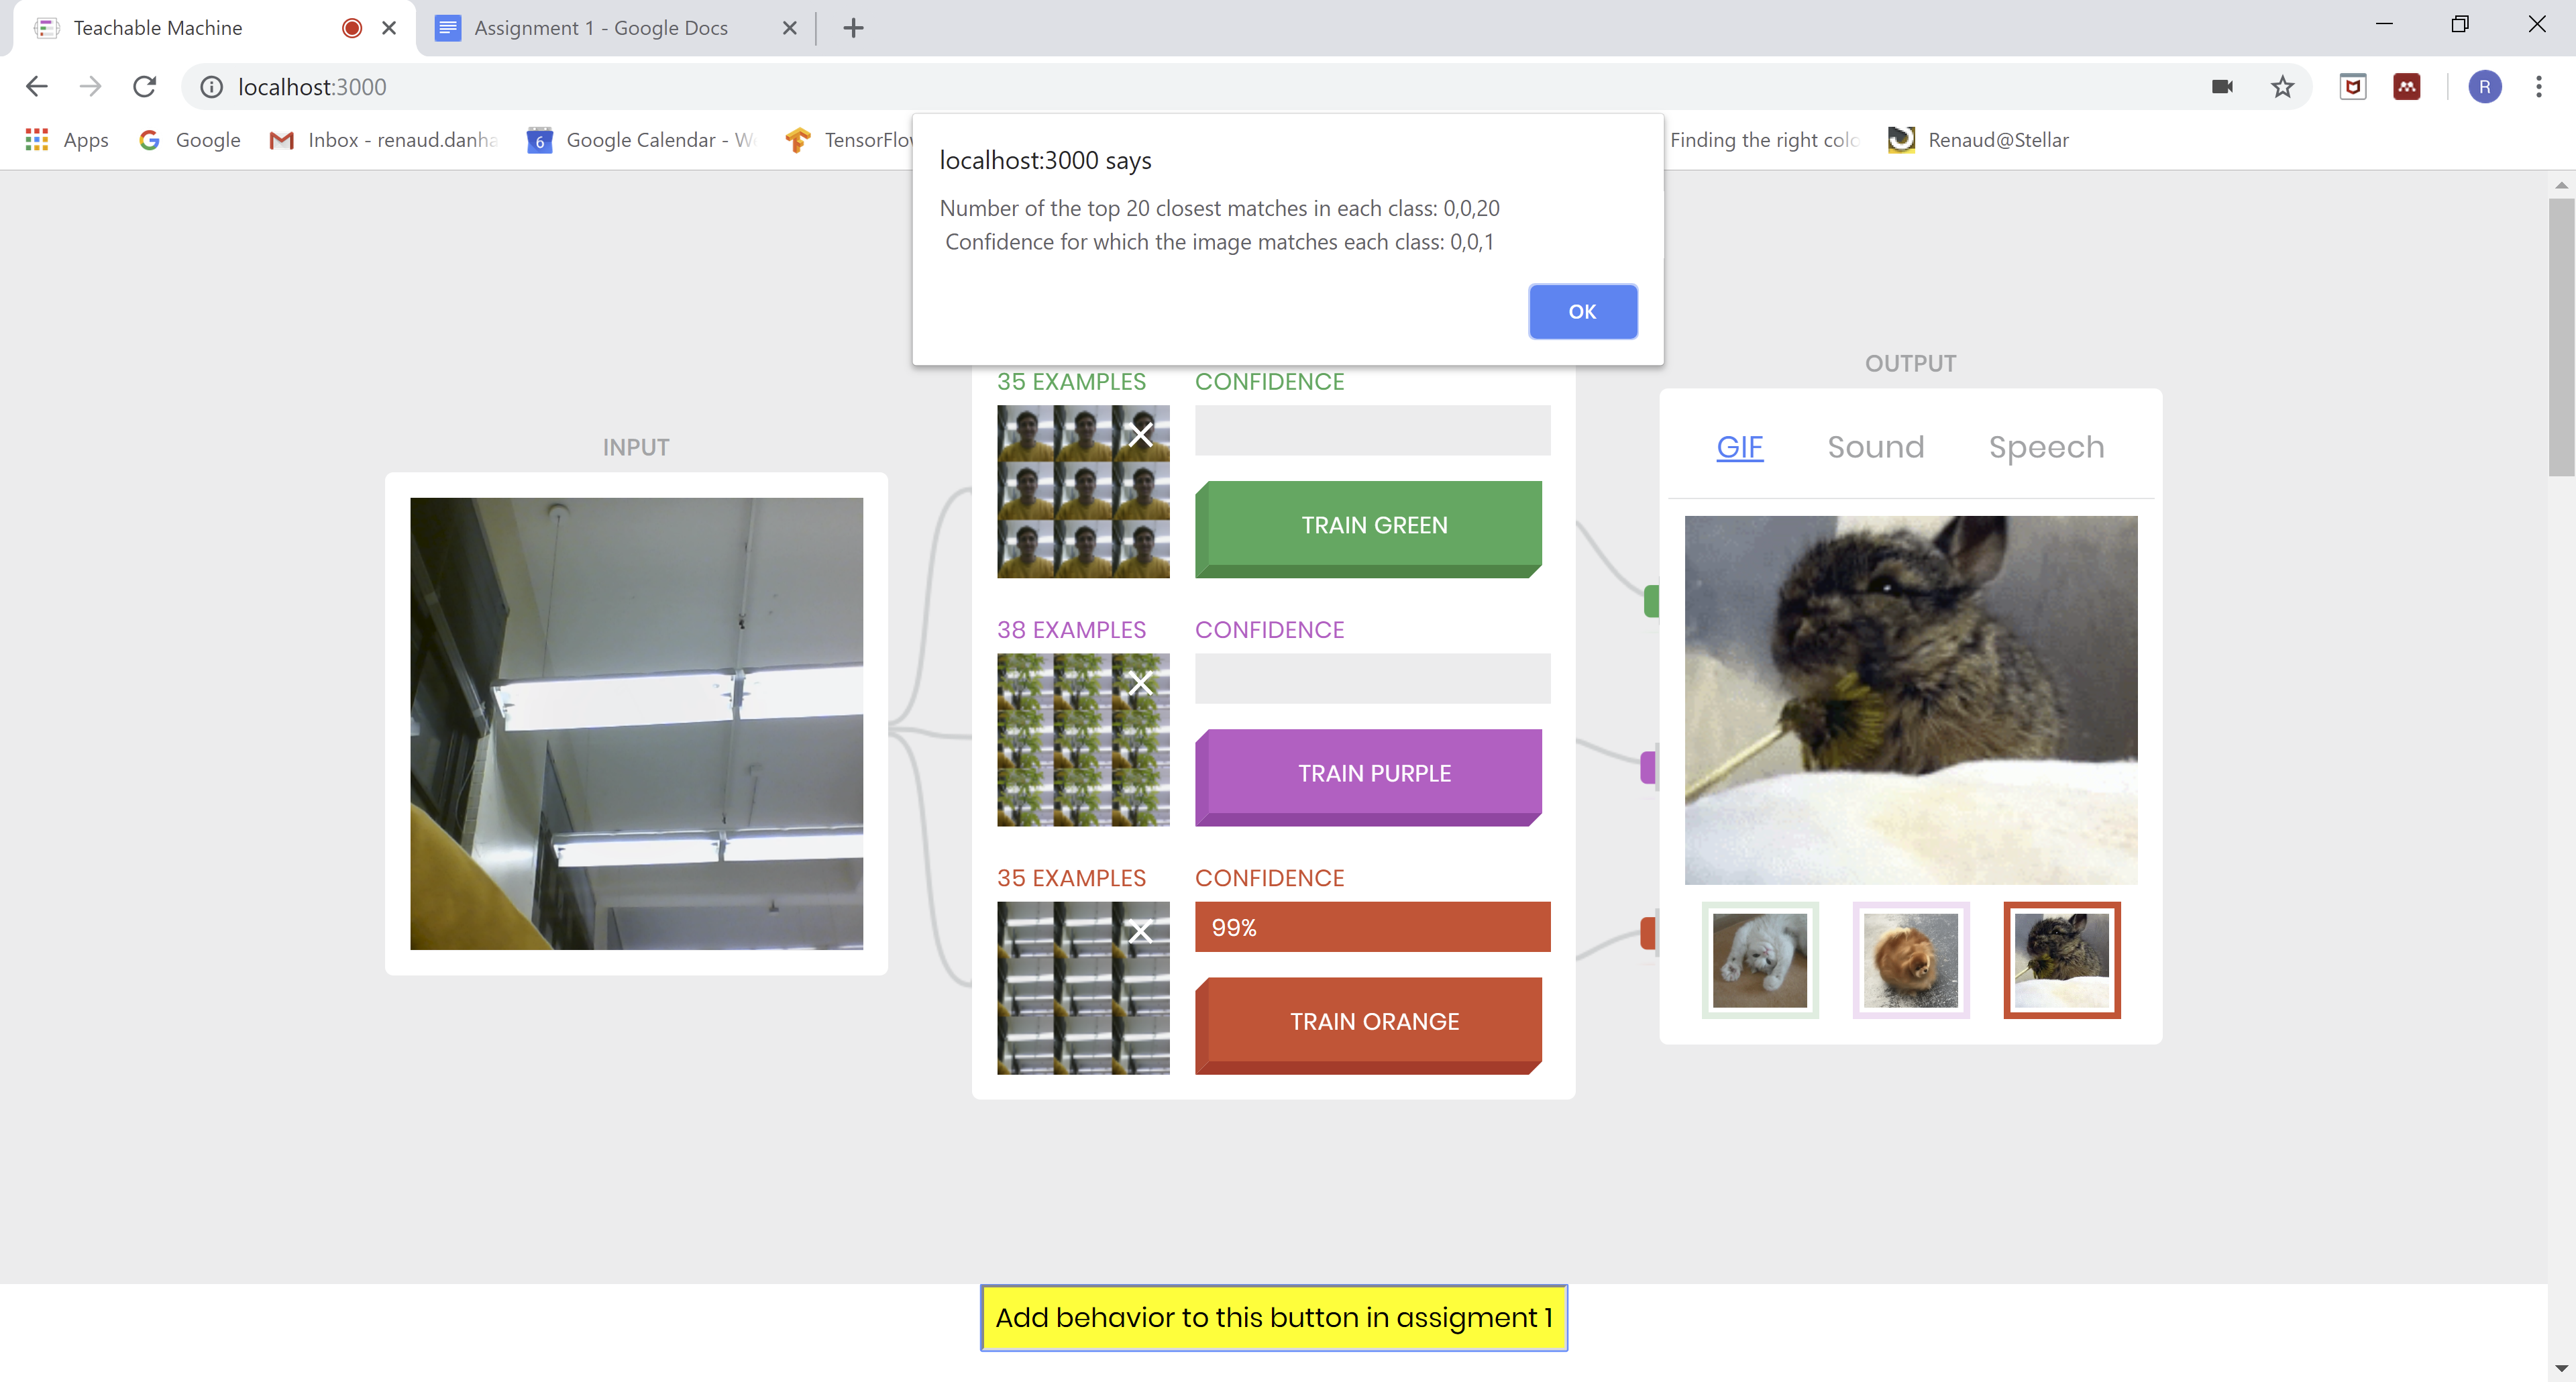 Teachable Machine
Assignment 1 - Google Docs
localhost:3000
R
Apps
Google
Inbox - renaud.danha
6
Google Calendar - W
TensorFlow
Finding the right colo
Renaud@Stellar
localhost:3000 says
Number of the top 20 closest matches in each class: 0,0,20
Confidence for which the image matches each class: 0,0,1
OK
INPUT
35 EXAMPLES
CONFIDENCE
TRAIN GREEN
38 EXAMPLES
CONFIDENCE
TRAIN PURPLE
35 EXAMPLES
CONFIDENCE
99%
TRAIN ORANGE
OUTPUT
GIF Sound Speech
Add behavior to this button in assigment 1